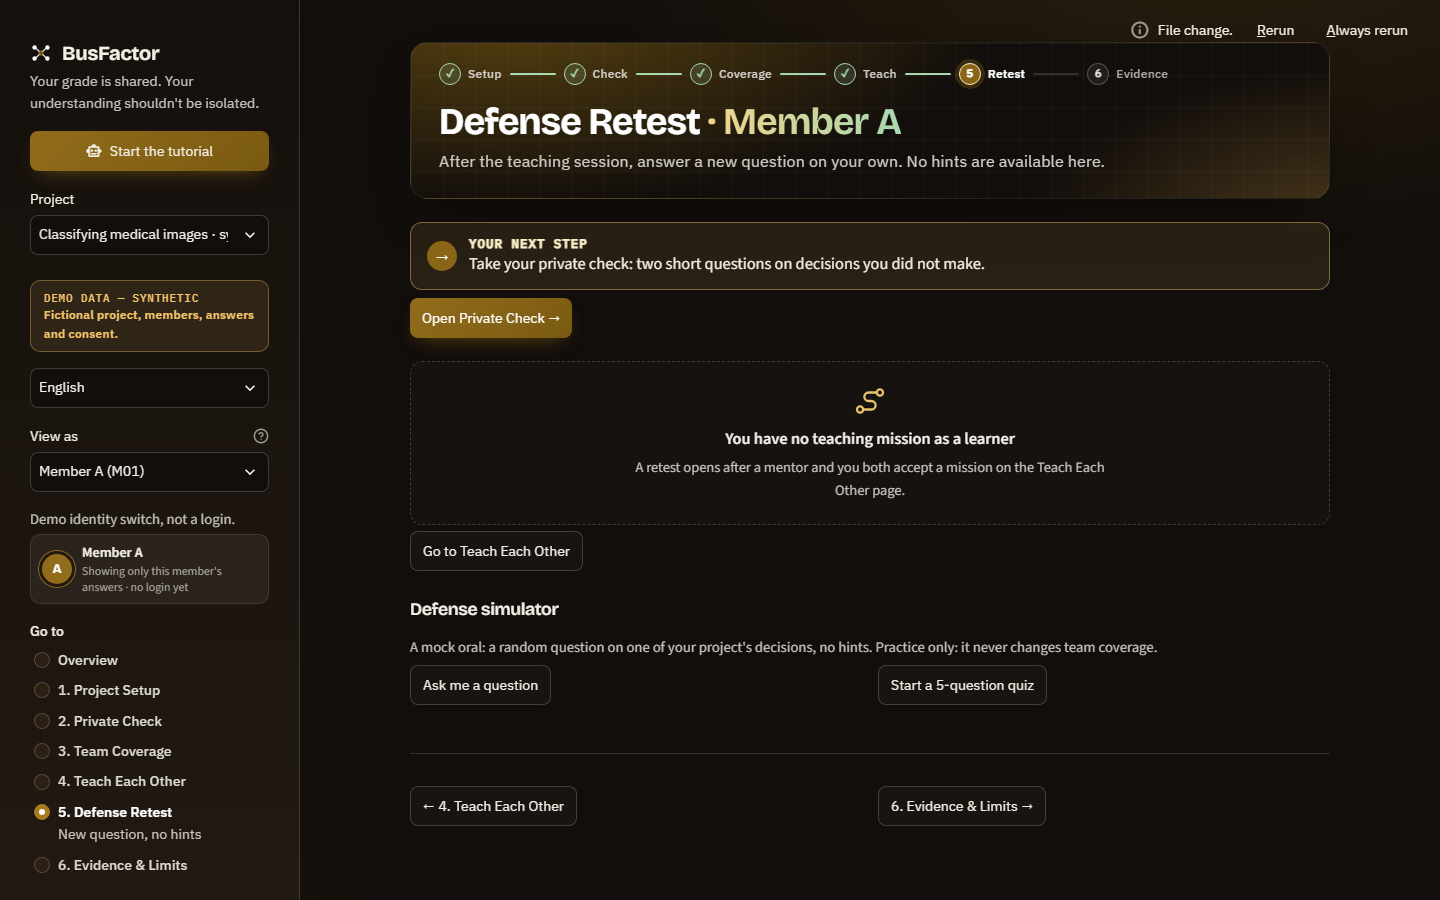 BusFactor
Your grade is shared. Your
understanding shouldn't be isolated.
Start the tutorial
Project
Classifying medical images · sy
DEMO DATA — SYNTHETIC
Fictional project, members, answers
and consent.
English
View as
Member A (M01)
Demo identity switch, not a login.
A
Member A
Showing only this member's
answers · no login yet
Go to
Overview
1. Project Setup
2. Private Check
3. Team Coverage
4. Teach Each Other
5. Defense Retest
New question, no hints
6. Evidence & Limits
File change. Rerun Always rerun
✓ Setup ✓ Check ✓ Coverage ✓ Teach 5 Retest 6 Evidence
Defense Retest · Member A
After the teaching session, answer a new question on your own. No hints are available here.
YOUR NEXT STEP
→ Take your private check: two short questions on decisions you did not make.
Open Private Check →
You have no teaching mission as a learner
A retest opens after a mentor and you both accept a mission on the Teach Each
Other page.
Go to Teach Each Other
Defense simulator
A mock oral: a random question on one of your project's decisions, no hints. Practice only: it never changes team coverage.
Ask me a question Start a 5-question quiz
← 4. Teach Each Other 6. Evidence & Limits →